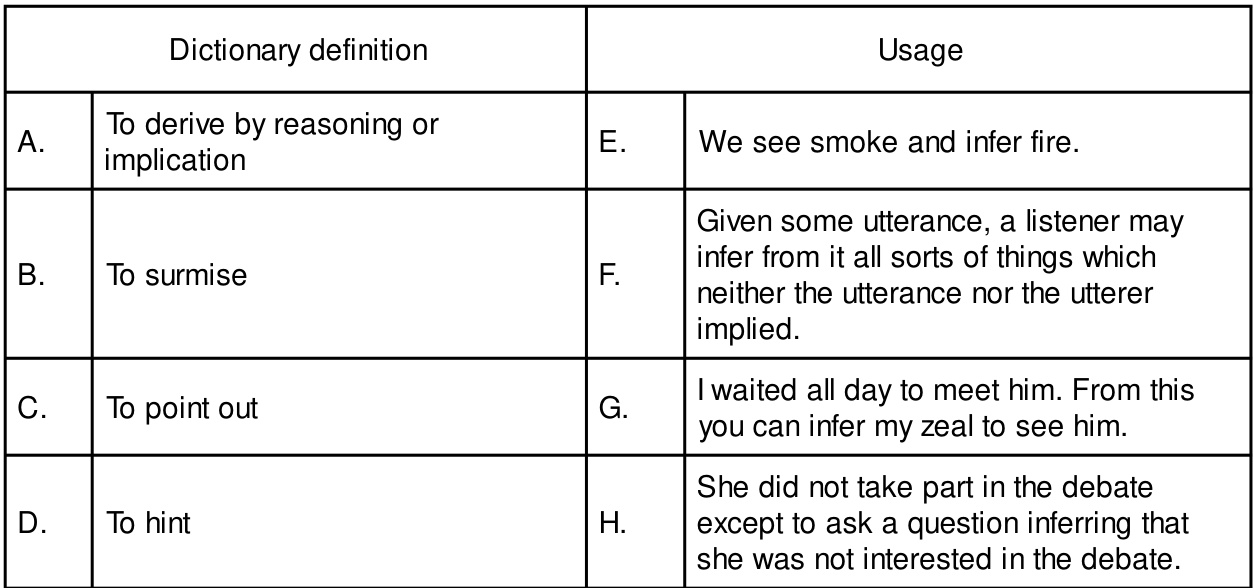 Dictionary definition
Usage
A.
To derive by reasoning or
implication
E.
We see smoke and infer fire.
B.
To surmise
F.
Given some utterance, a listener may
infer from it all sorts of things which
neither the utterance nor the utterer
implied.
C.
To point out
G.
I waited all day to meet him. From this
you can infer my zeal to see him.
D.
To hint
H.
She did not take part in the debate
except to ask a question inferring that
she was not interested in the debate.